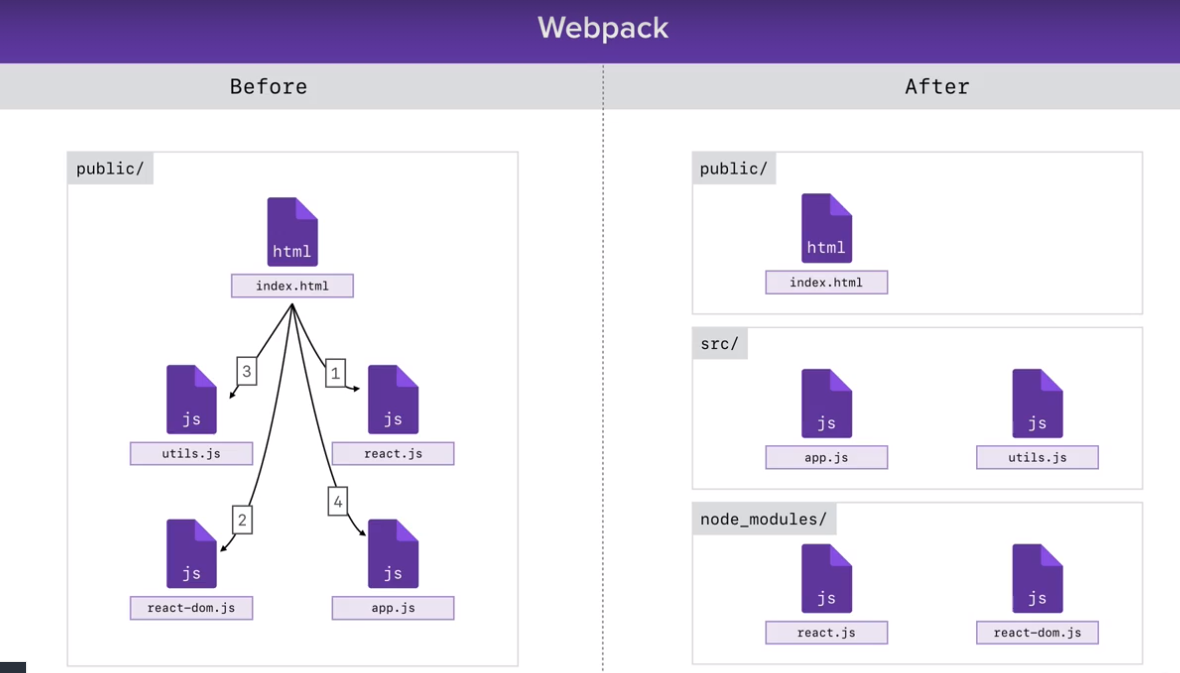 Webpack
Before
After
public/
html
index.html
3
1
js
utils.js
js
react.js
2
4
js
react-dom.js
js
app.js
public/
html
index.html
src/
js
app.js
js
utils.js
node_modules/
js
react.js
js
react-dom.js